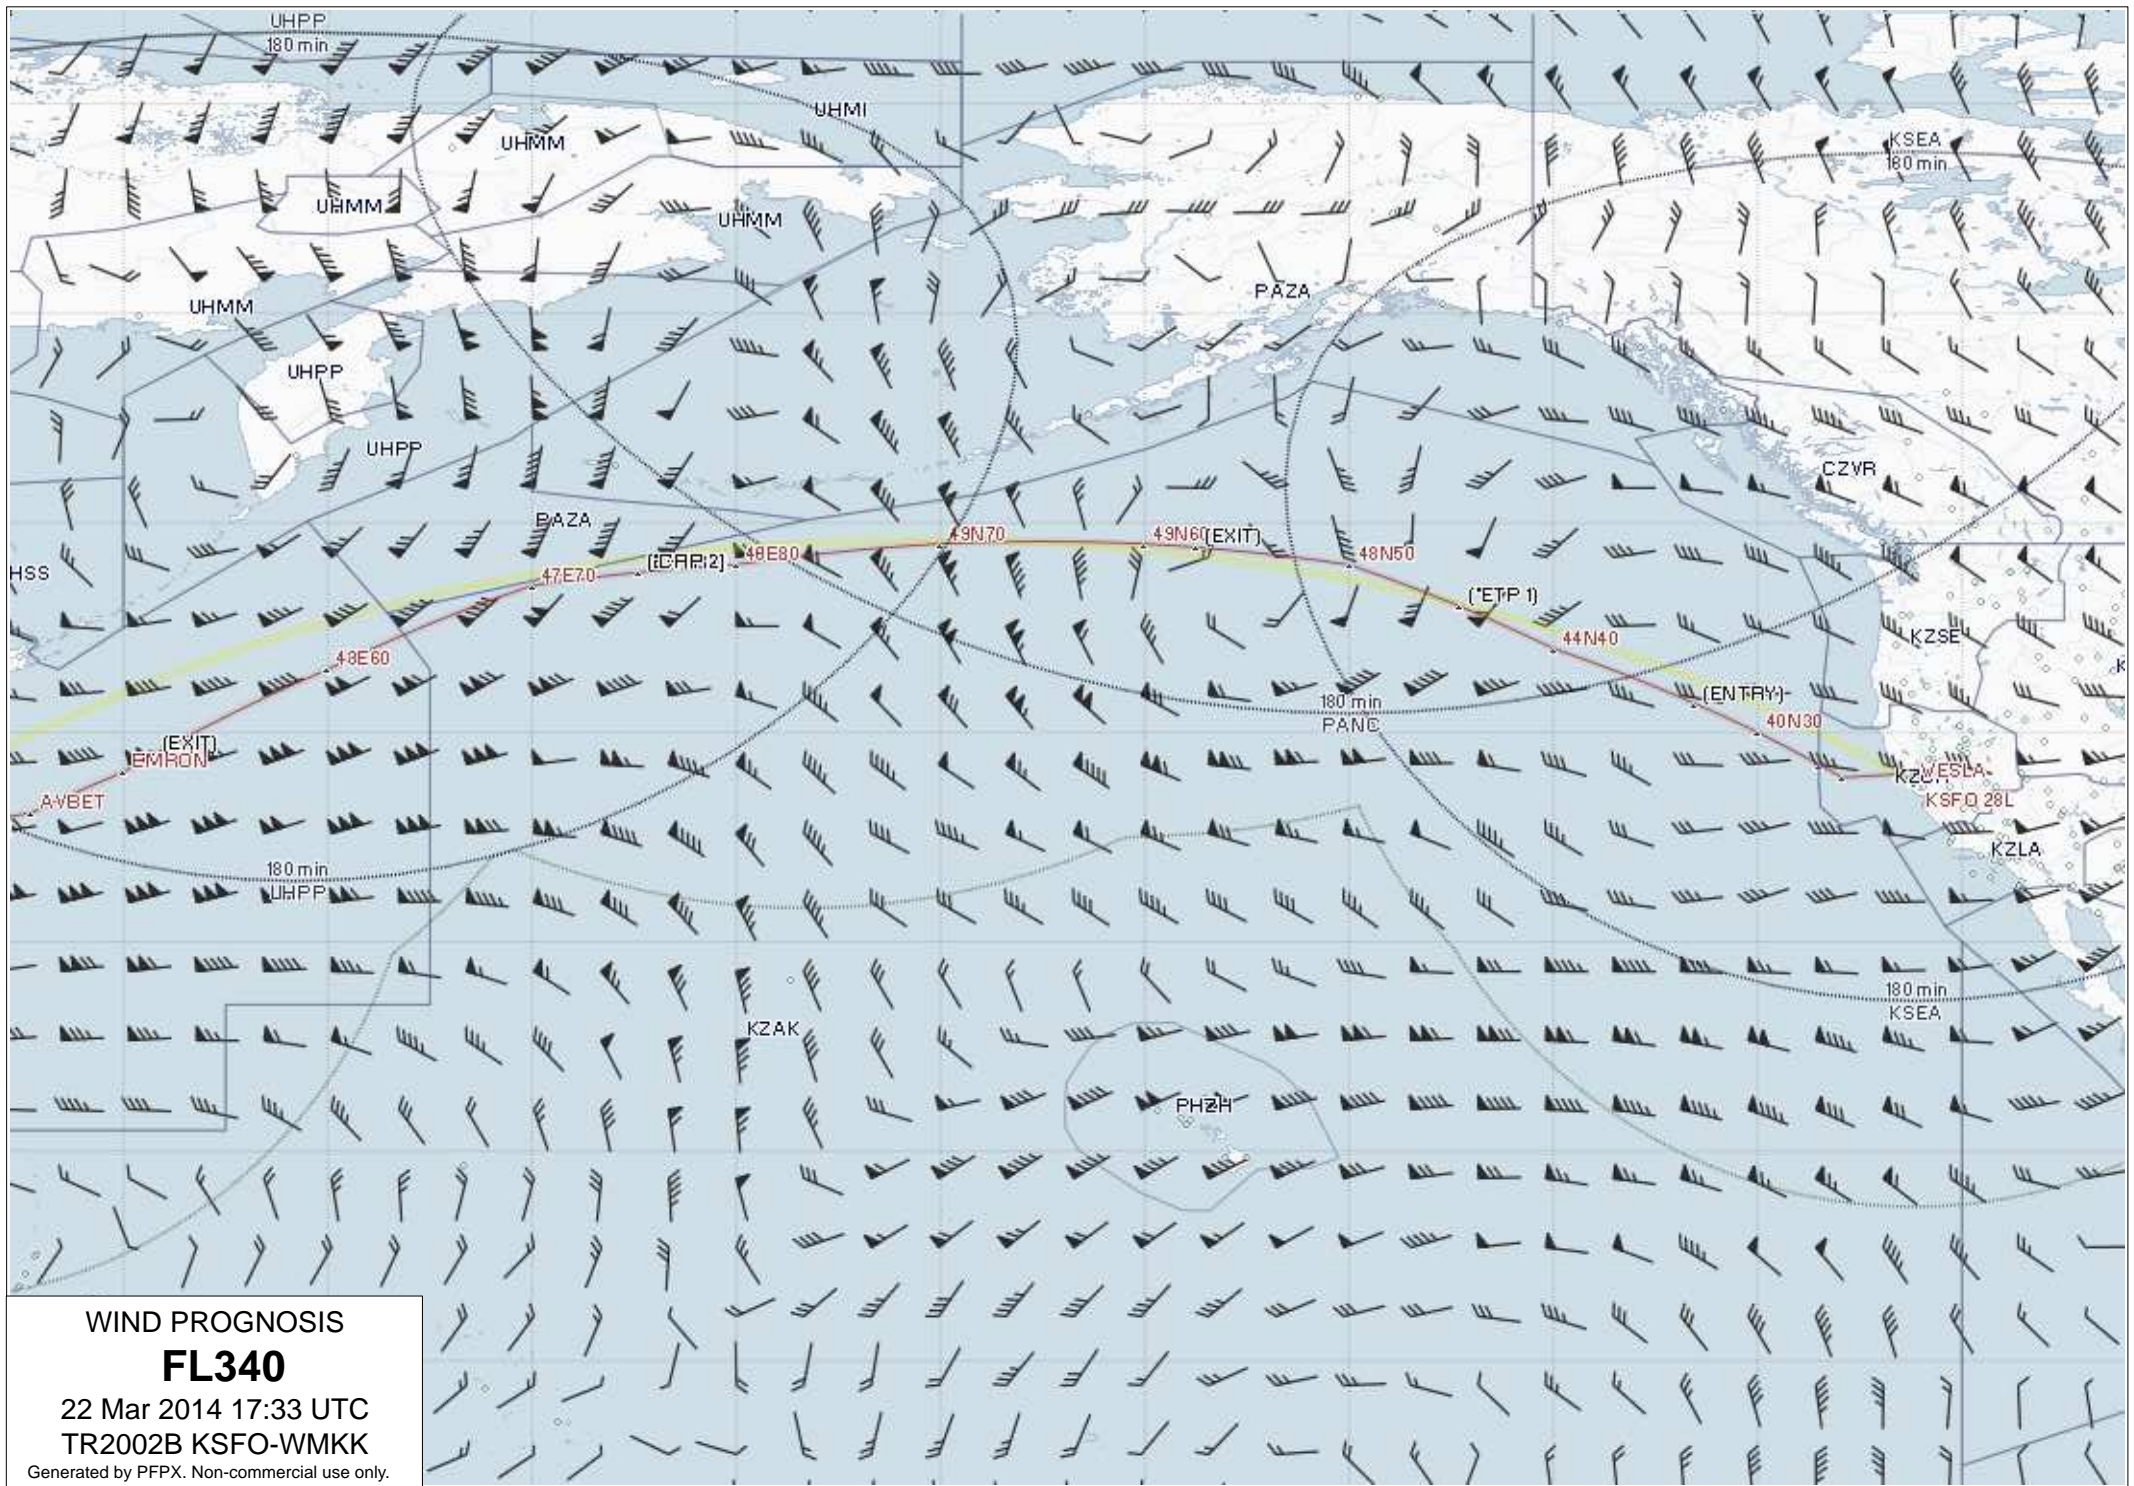 UHPP
180 min
UHMI
UHMM
KSEA
180 min
UHMM
UHMM
PAZA
UHMM
UHPP
UHPP
CZVR
PAZA
49N70
49N60
(EXIT)
48E80
48N50
HSS
47E70
(*ETP 1)
44N40
KZSE
K
48E60
(ENTRY)
180 min
PANC
40N30
(EXIT)
EMRON
VESLA
KSFO 28L
AVBET
KZLA
180 min
UHPP
180 min
KSEA
KZAK
PHZH
WIND PROGNOSIS
FL340
22 Mar 2014 17:33 UTC
TR2002B KSFO-WMKK
Generated by PFPX. Non-commercial use only.